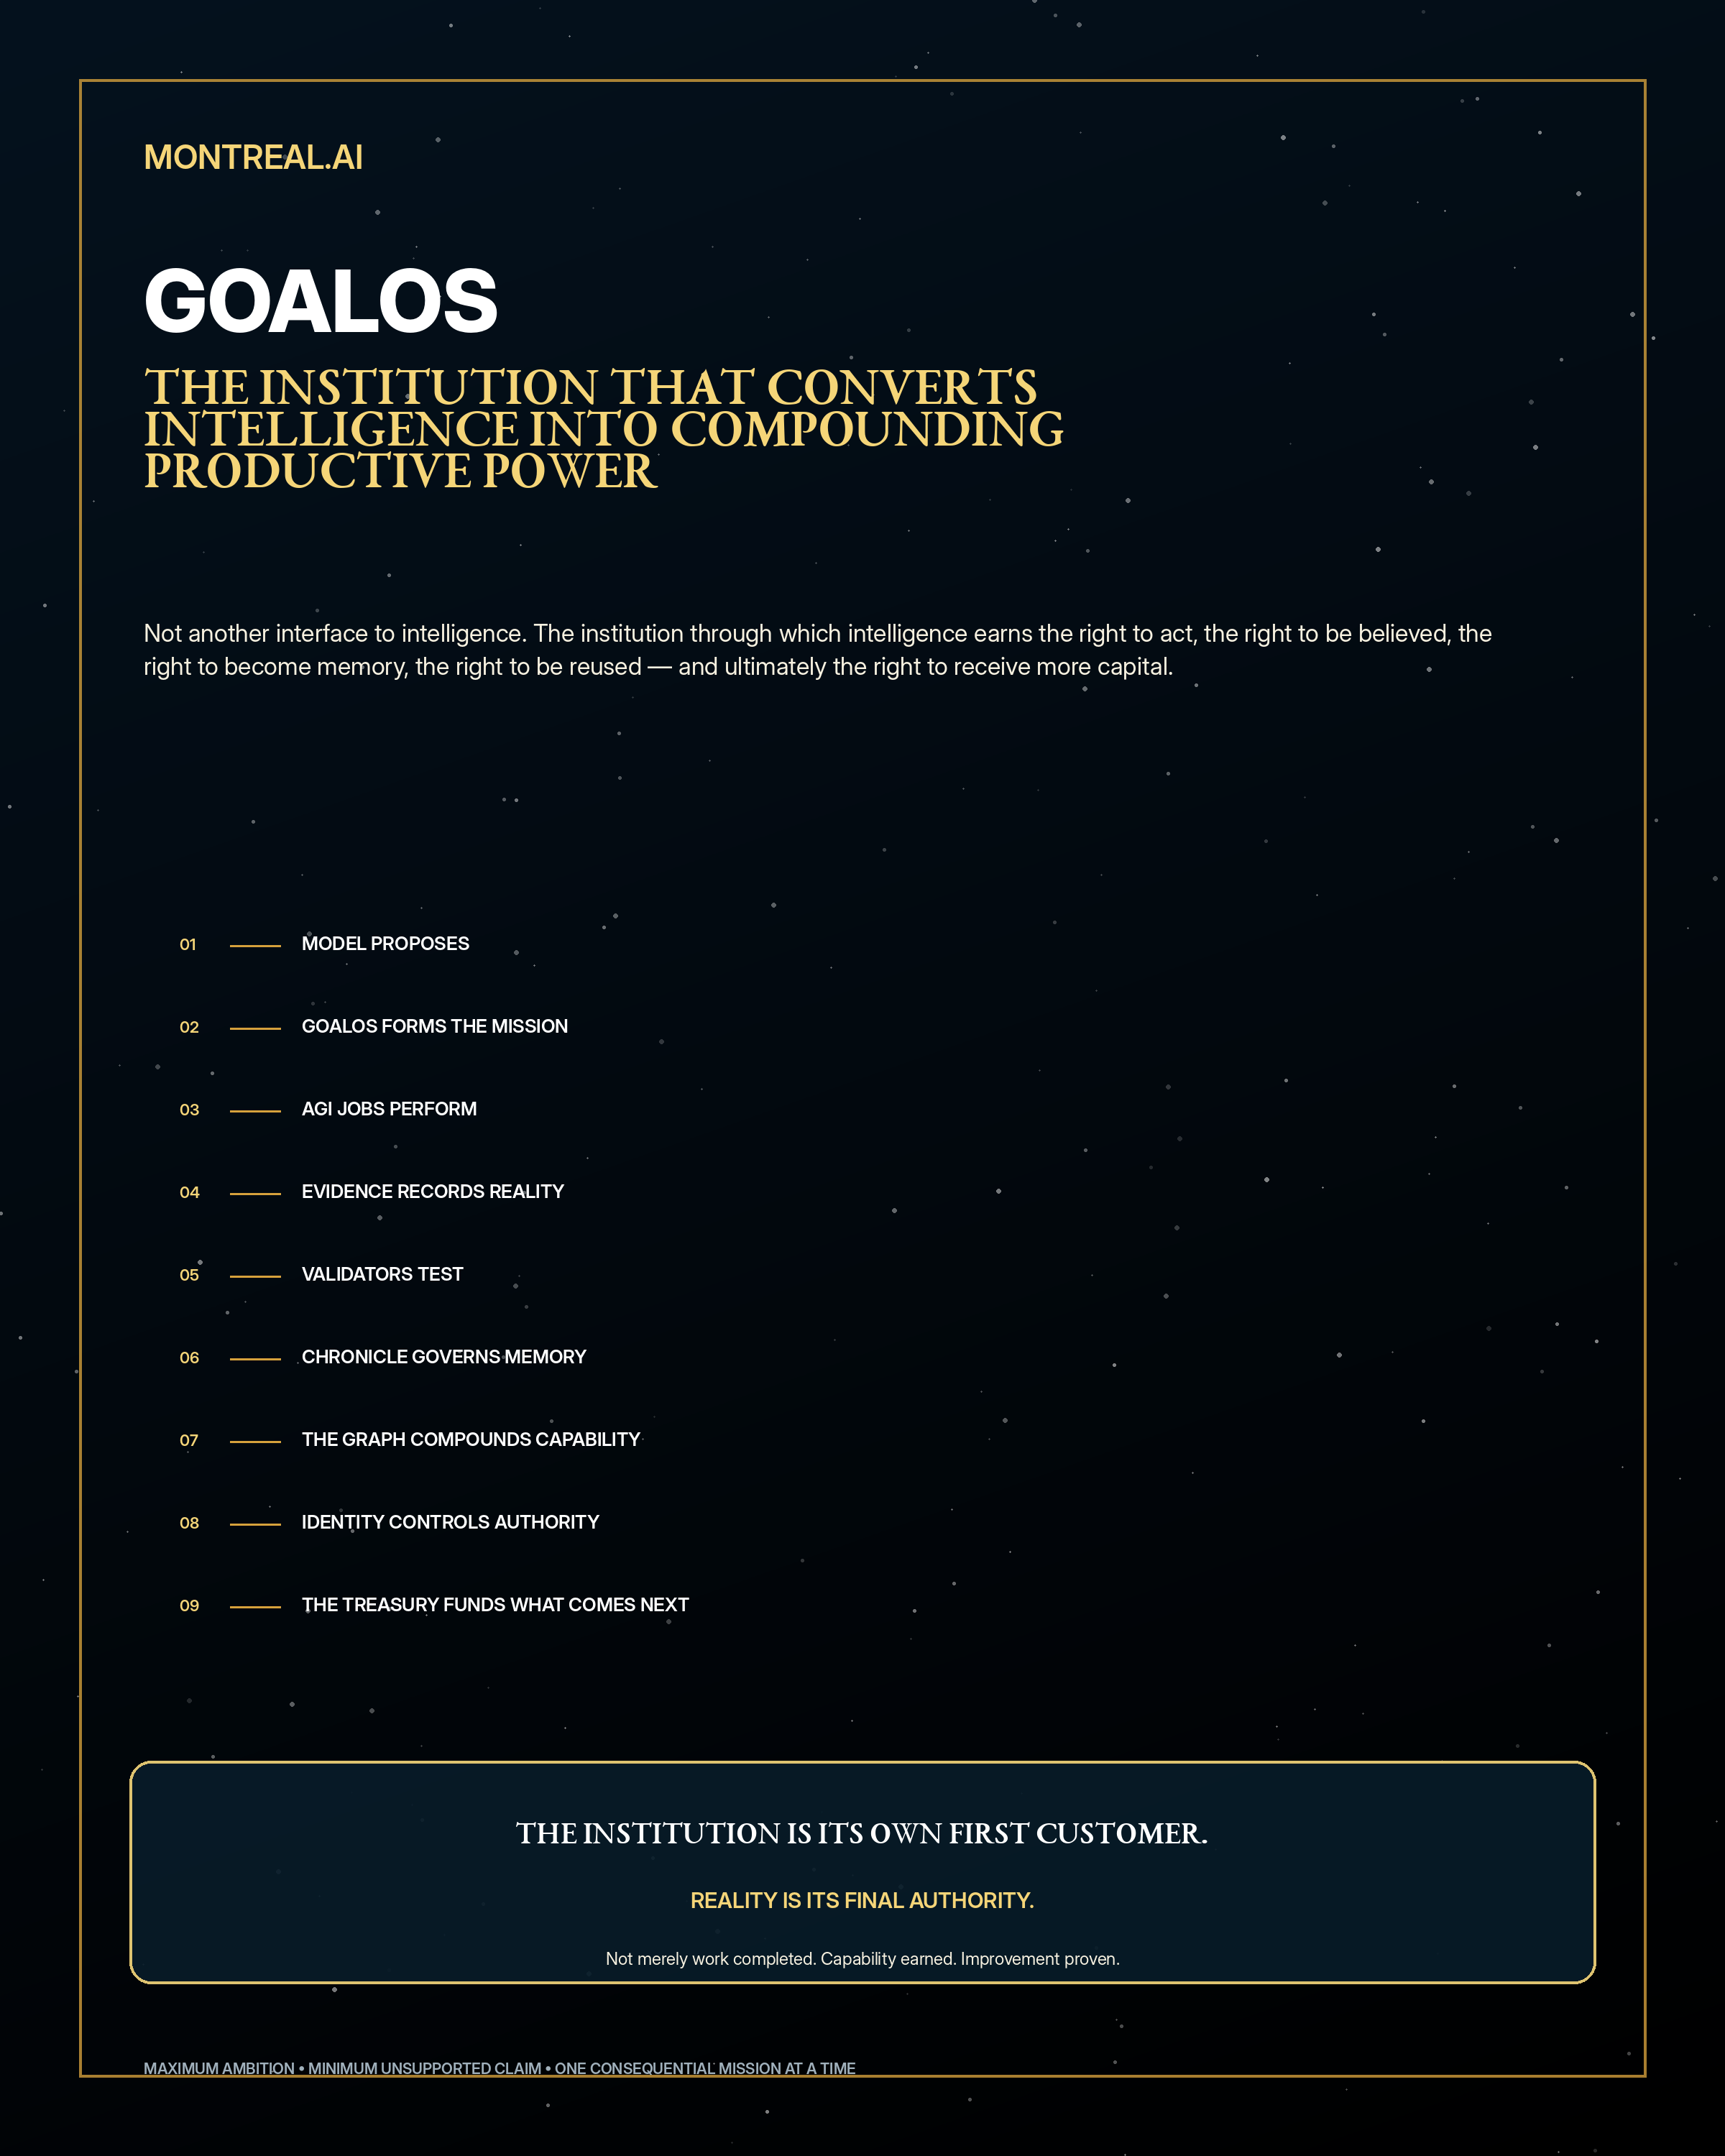 MONTREAL.AI
GOALOS
THE INSTITUTION THAT CONVERTS
INTELLIGENCE INTO COMPOUNDING
PRODUCTIVE POWER
Not another interface to intelligence. The institution through which intelligence earns the right to act, the right to be believed, the
right to become memory, the right to be reused — and ultimately the right to receive more capital.
01 MODEL PROPOSES
02 GOALOS FORMS THE MISSION
03 AGI JOBS PERFORM
04 EVIDENCE RECORDS REALITY
05 VALIDATORS TEST
06 CHRONICLE GOVERNS MEMORY
07 THE GRAPH COMPOUNDS CAPABILITY
08 IDENTITY CONTROLS AUTHORITY
09 THE TREASURY FUNDS WHAT COMES NEXT
THE INSTITUTION IS ITS OWN FIRST CUSTOMER.
REALITY IS ITS FINAL AUTHORITY.
Not merely work completed. Capability earned. Improvement proven.
MAXIMUM AMBITION • MINIMUM UNSUPPORTED CLAIM • ONE CONSEQUENTIAL MISSION AT A TIME